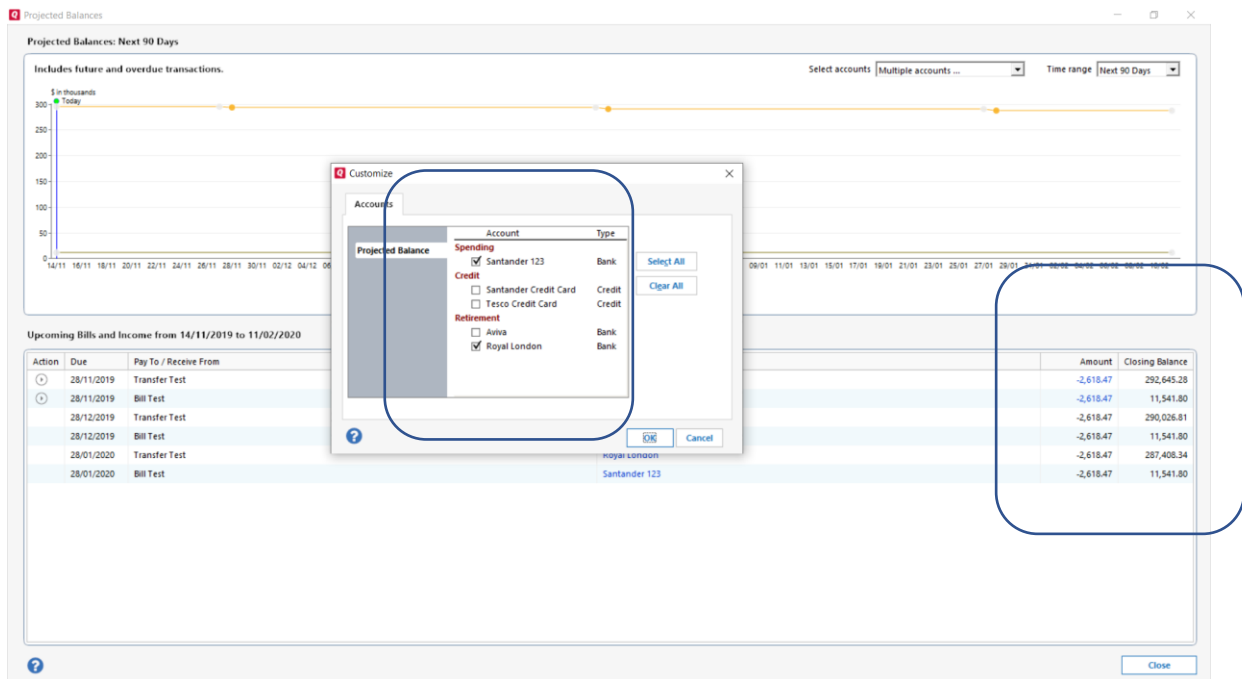 Projected Balances
Projected Balances: Next 90 Days
Includes future and overdue transactions.
Select accounts Multiple accounts ...
Time range Next 90 Days
$ in thousands
Today
300
250
200
150
100
50
0
14/11 16/11 18/11 20/11 22/11 24/11 26/11 28/11 30/11 02/12 04/12 09/01 11/01 13/01 15/01 17/01 19/01 21/01 23/01 25/01 27/01 29/01
Customize
Accounts
Projected Balance
Account Type
Spending
Santander 123 Bank
Credit
Santander Credit Card Credit
Tesco Credit Card Credit
Retirement
Aviva Bank
Royal London Bank
Select All
Clear All
OK Cancel
Upcoming Bills and Income from 14/11/2019 to 11/02/2020
Action Due Pay To / Receive From Amount Closing Balance
28/11/2019 Transfer Test -2,618.47 292,645.28
28/11/2019 Bill Test -2,618.47 11,541.80
28/12/2019 Transfer Test -2,618.47 290,026.81
28/12/2019 Bill Test -2,618.47 11,541.80
28/01/2020 Transfer Test Royal London -2,618.47 287,408.34
28/01/2020 Bill Test Santander 123 -2,618.47 11,541.80
Close